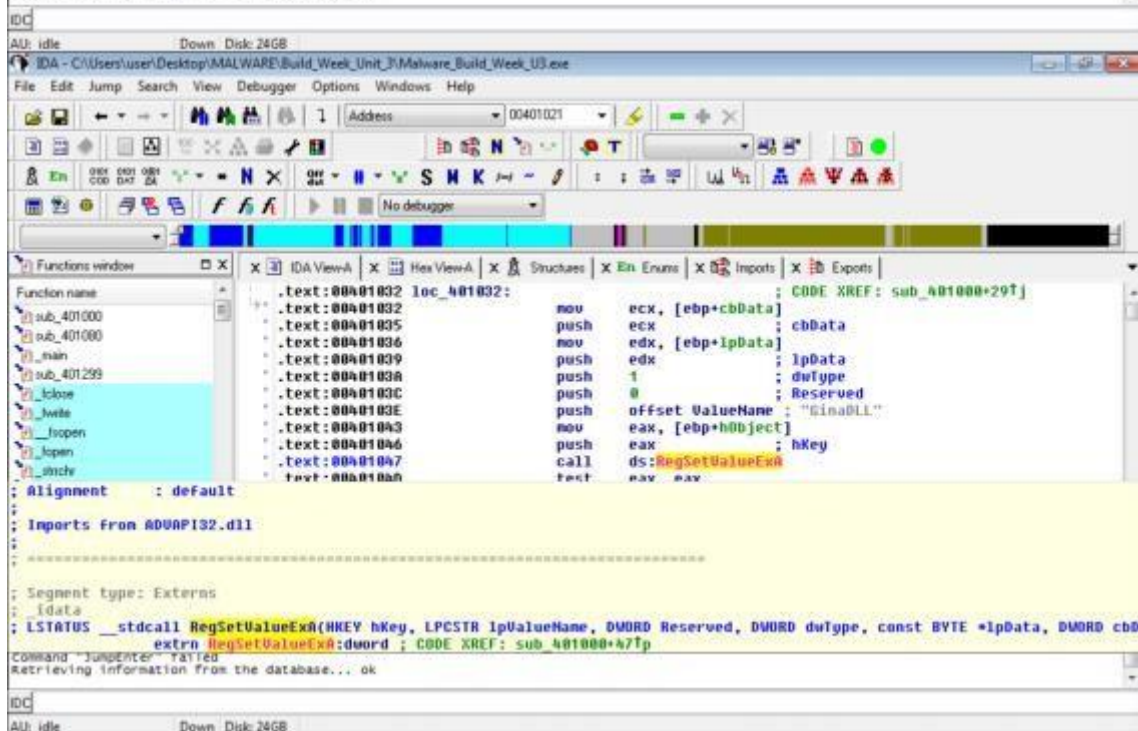 IDC
AU: idle Down Disk: 24GB
IDA - C:\Users\user\Desktop\MALWARE\Build_Week_Unit_3\Malware_Build_Week_U3.exe
File Edit Jump Search View Debugger Options Windows Help
Address 00401021
En S M K
No debugger
Functions window IDA View-A Hex View-A Structures En Enums Imports Exports
Function name
sub_401000
sub_401080
_main
sub_401299
_fclose
_fwrite
__fsopen
_fopen
_strchr
.text:00401032 loc_401032: ; CODE XREF: sub_401000+29↑j
.text:00401032 mov ecx, [ebp+cbData]
.text:00401035 push ecx ; cbData
.text:00401036 mov edx, [ebp+lpData]
.text:00401039 push edx ; lpData
.text:0040103A push 1 ; dwType
.text:0040103C push 0 ; Reserved
.text:0040103E push offset ValueName ; "GinaDLL"
.text:00401043 mov eax, [ebp+hObject]
.text:00401046 push eax ; hKey
.text:00401047 call ds:RegSetValueExA
test eax eax
; Alignment : default
;
; Imports from ADVAPI32.dll
;
; Segment type: Externs
; _idata
; LSTATUS __stdcall RegSetValueExA(HKEY hKey, LPCSTR lpValueName, DWORD Reserved, DWORD dwType, const BYTE *lpData, DWORD cbD
extrn RegSetValueExA:dword ; CODE XREF: sub_401000+47↑p
Command "JumpEnter" failed
Retrieving information from the database... ok
IDC
AU: idle Down Disk: 24GB